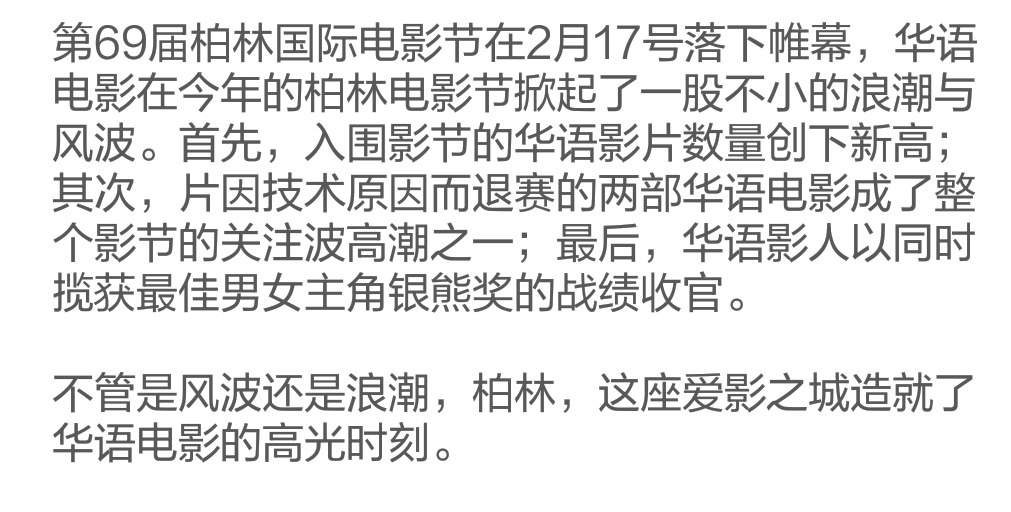 第69届柏林国际电影节在2月17号落下帷幕，华语
电影在今年的柏林电影节掀起了一股不小的浪潮与
风波。首先，入围影节的华语影片数量创下新高；
其次，片因技术原因而退赛的两部华语电影成了整
个影节的关注波高潮之一；最后，华语影人以同时
揽获最佳男女主角银熊奖的战绩收官。
不管是风波还是浪潮，柏林，这座爱影之城造就了
华语电影的高光时刻。